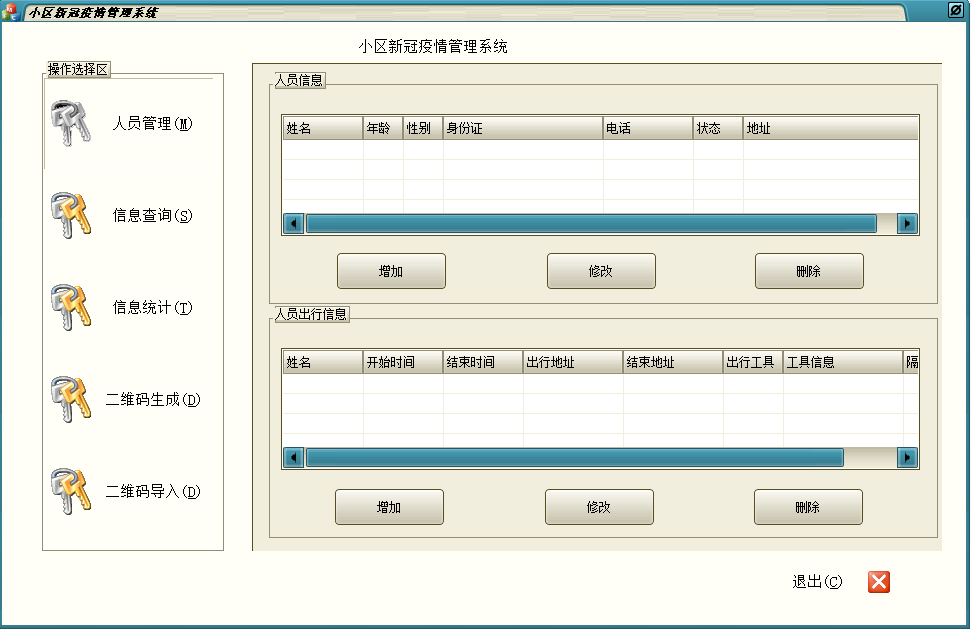 小区新冠疫情管理系统
小区新冠疫情管理系统
操作选择区
人员管理(M)
信息查询(S)
信息统计(T)
二维码生成(D)
二维码导入(D)
人员信息
姓名 年龄 性别 身份证 电话 状态 地址
增加 修改 删除
人员出行信息
姓名 开始时间 结束时间 出行地址 结束地址 出行工具 工具信息 隔
增加 修改 删除
退出(C)